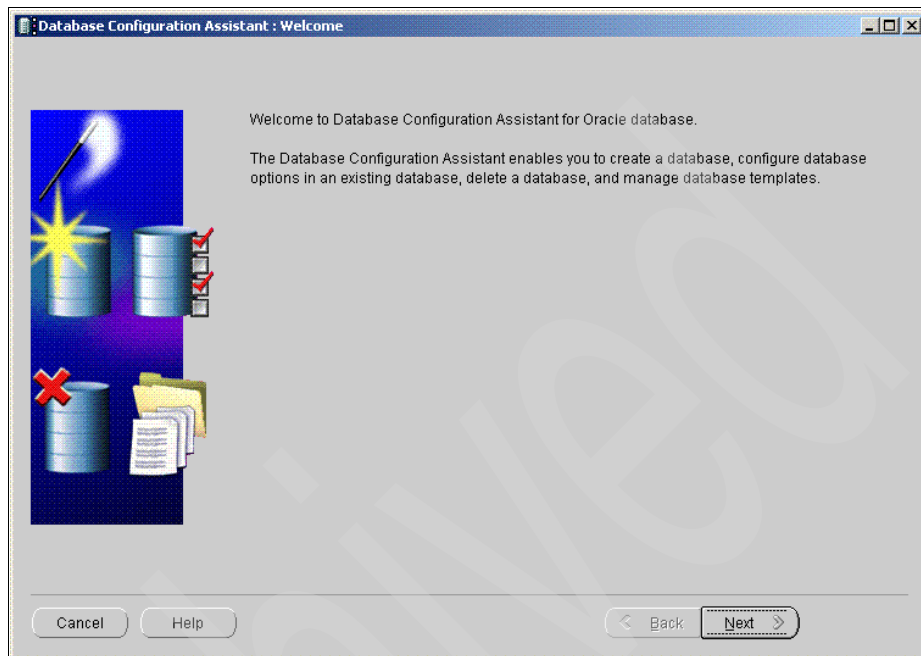 Database Configuration Assistant : Welcome
Welcome to Database Configuration Assistant for Oracle database.
The Database Configuration Assistant enables you to create a database, configure database
options in an existing database, delete a database, and manage database templates.
Cancel
Help
Back
Next